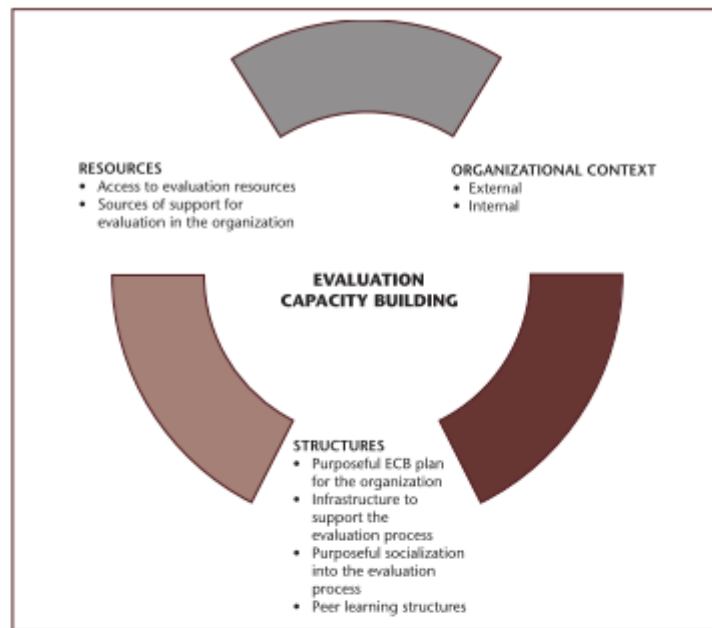 RESOURCES
• Access to evaluation resources
• Sources of support for
evaluation in the organization
ORGANIZATIONAL CONTEXT
• External
• Internal
EVALUATION
CAPACITY BUILDING
STRUCTURES
• Purposeful ECB plan
for the organization
• Infrastructure to
support the
evaluation process
• Purposeful socialization
into the evaluation
process
• Peer learning structures